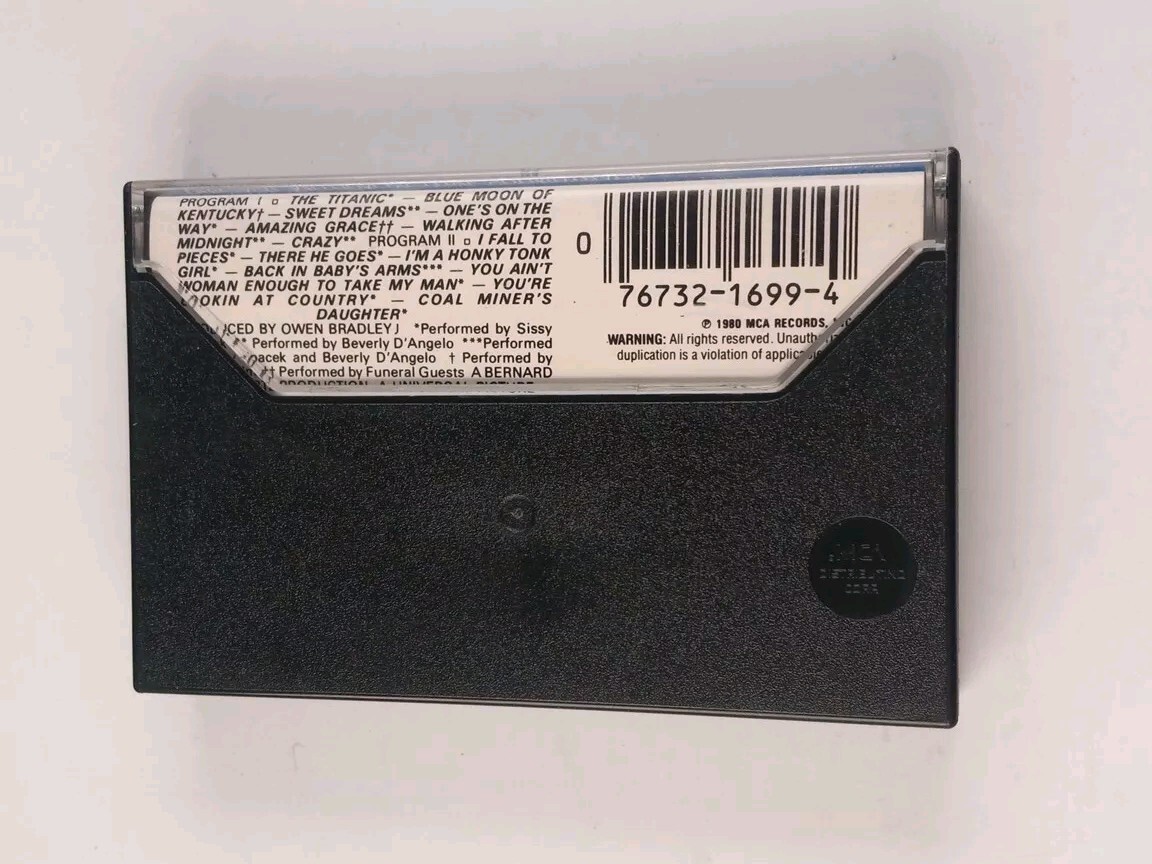 PROGRAM I □ THE TITANIC* — BLUE MOON OF
KENTUCKY† — SWEET DREAMS** — ONE'S ON THE
WAY* — AMAZING GRACE†† — WALKING AFTER
MIDNIGHT** — CRAZY** PROGRAM II □ I FALL TO
PIECES* — THERE HE GOES* — I'M A HONKY TONK
GIRL* — BACK IN BABY'S ARMS*** — YOU AIN'T
WOMAN ENOUGH TO TAKE MY MAN* — YOU'RE
LOOKIN AT COUNTRY* — COAL MINER'S
DAUGHTER*
BY OWEN BRADLEY *Performed by Sissy
** Performed by Beverly D'Angelo ***Performed
and Beverly D'Angelo † Performed by
†† Performed by Funeral Guests A BERNARD
PRODUCTION A UNIVERSAL PICTURE
0
76732-1699-4
℗ 1980 MCA RECORDS,
WARNING: All rights reserved.
duplication is a violation of
MCA
DISTRIBUTING
CORP.